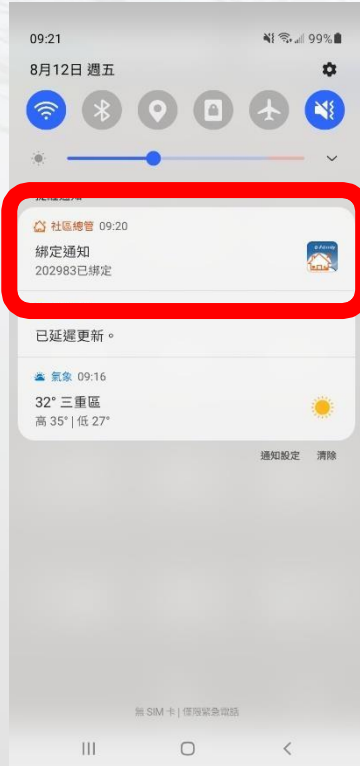 09:21
99%
8月12日 週五
社區總管 09:20
綁定通知
202983已綁定
已延遲更新。
氣象 09:16
32° 三重區
高 35° | 低 27°
通知設定 清除
無 SIM 卡 | 僅限緊急電話